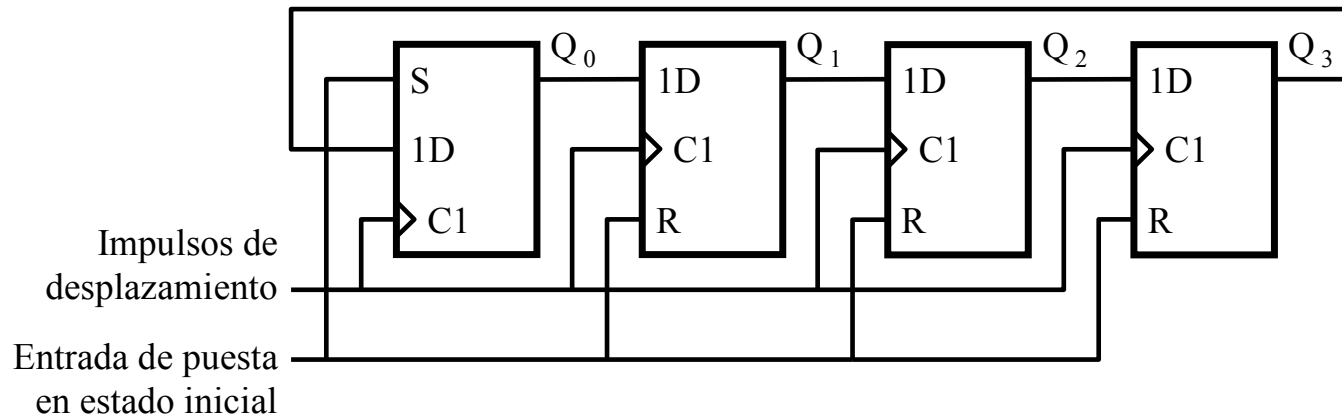 Q0 Q1 Q2 Q3
S 1D 1D 1D
1D C1 C1 C1
C1 R R R
Impulsos de
desplazamiento
Entrada de puesta
en estado inicial